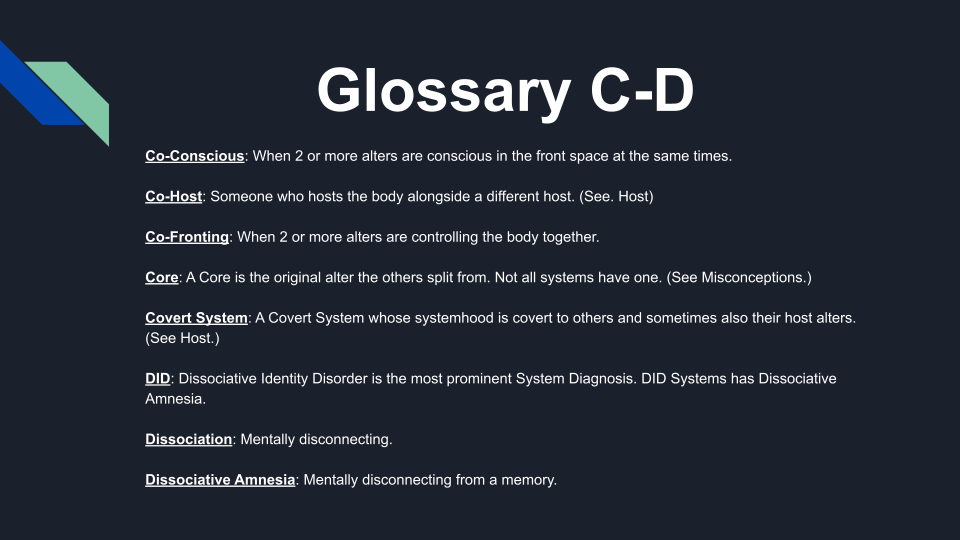 Glossary C-D
Co-Conscious: When 2 or more alters are conscious in the front space at the same times.
Co-Host: Someone who hosts the body alongside a different host. (See. Host)
Co-Fronting: When 2 or more alters are controlling the body together.
Core: A Core is the original alter the others split from. Not all systems have one. (See Misconceptions.)
Covert System: A Covert System whose systemhood is covert to others and sometimes also their host alters.
(See Host.)
DID: Dissociative Identity Disorder is the most prominent System Diagnosis. DID Systems has Dissociative
Amnesia.
Dissociation: Mentally disconnecting.
Dissociative Amnesia: Mentally disconnecting from a memory.